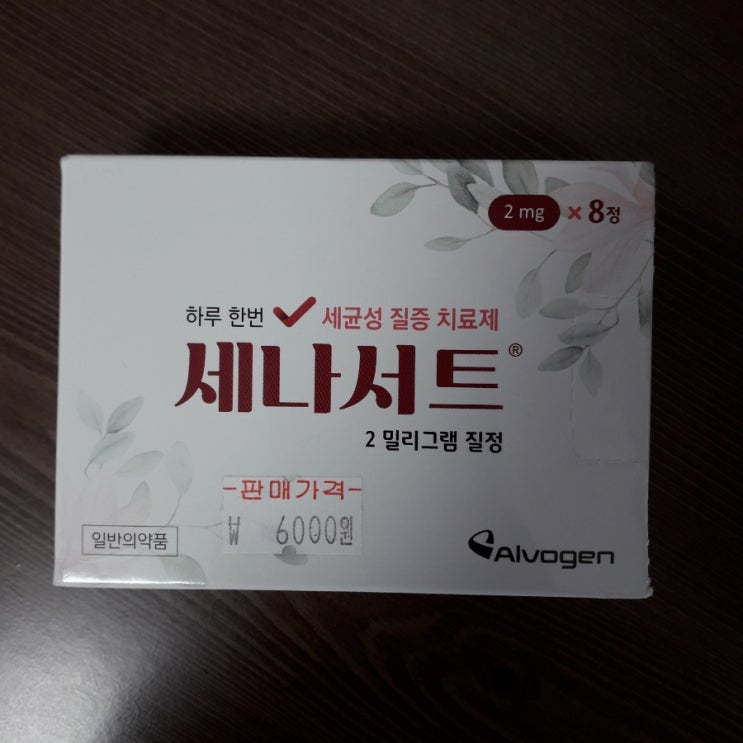 2 mg × 8정
하루 한번 ✓ 세균성 질증 치료제
세나서트®
2 밀리그램 질정
-판매가격-
₩ 6000원
일반의약품
Alvogen